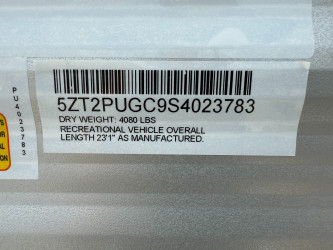 5ZT2PUGC9S4023783
DRY WEIGHT: 4080 LBS
RECREATIONAL VEHICLE OVERALL
LENGTH 23'1" AS MANUFACTURED.
PU4023783